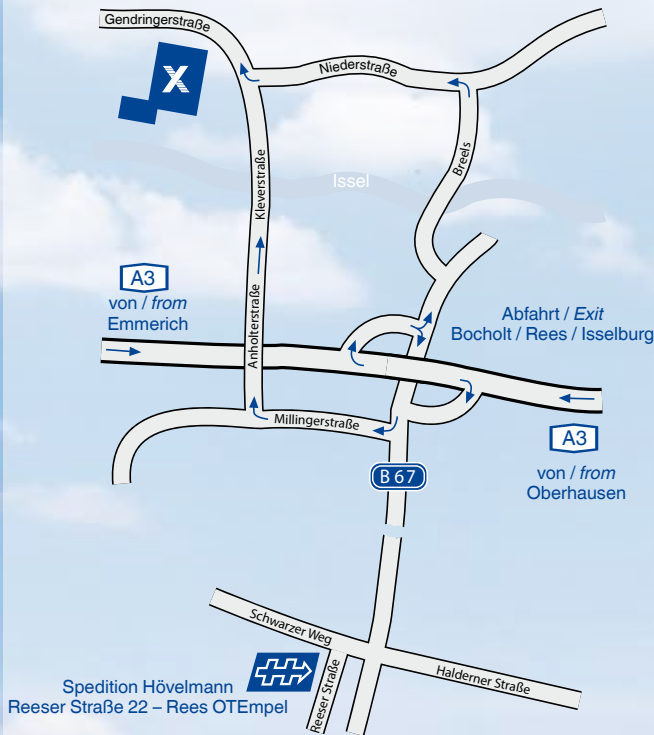 Gendringerstraße
X
Niederstraße
Breels
Kleverstraße
Issel
A3
von / from
Emmerich
Anholterstraße
Abfahrt / Exit
Bocholt / Rees / Isselburg
Millingerstraße
A3
von / from
Oberhausen
B 67
Schwarzer Weg
Halderner Straße
Reeser Straße
Spedition Hövelmann
Reeser Straße 22 – Rees OTEmpel